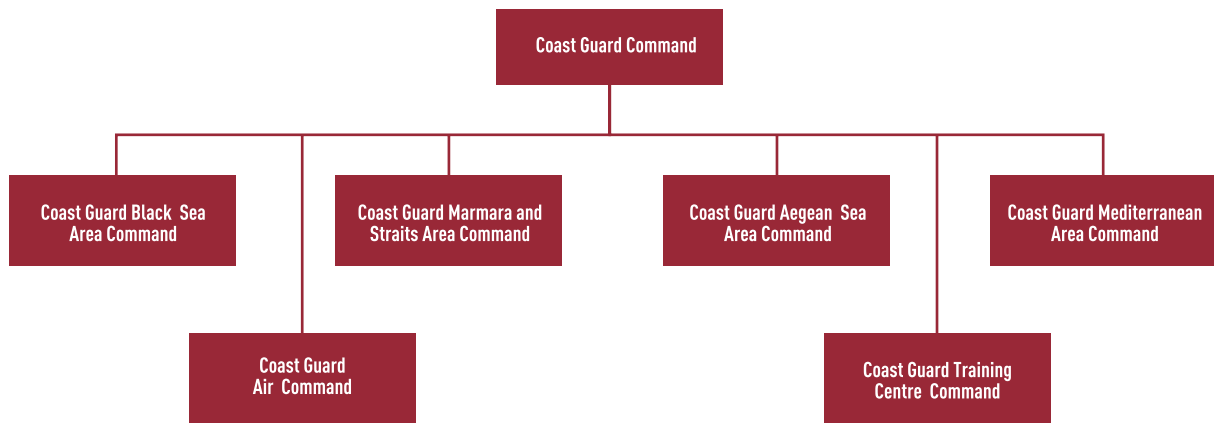 Coast Guard Command
Coast Guard Black Sea
Area Command
Coast Guard Marmara and
Straits Area Command
Coast Guard Aegean Sea
Area Command
Coast Guard Mediterranean
Area Command
Coast Guard
Air Command
Coast Guard Training
Centre Command